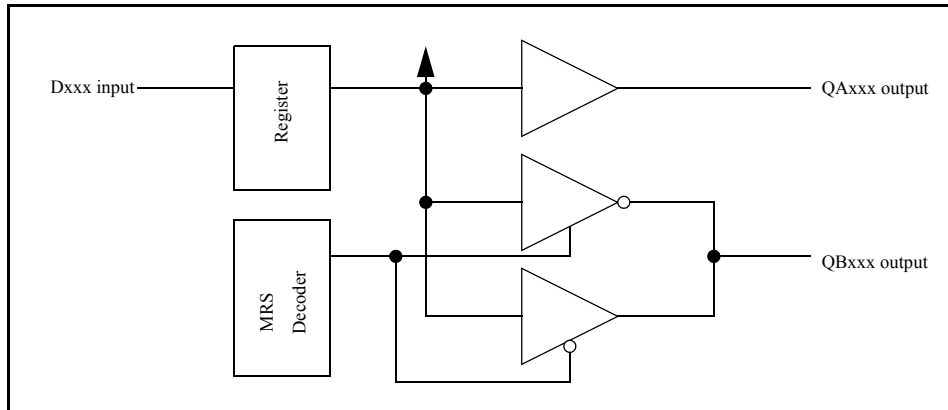 Dxxx input
Register
QAxxx output
MRS
Decoder
QBxxx output